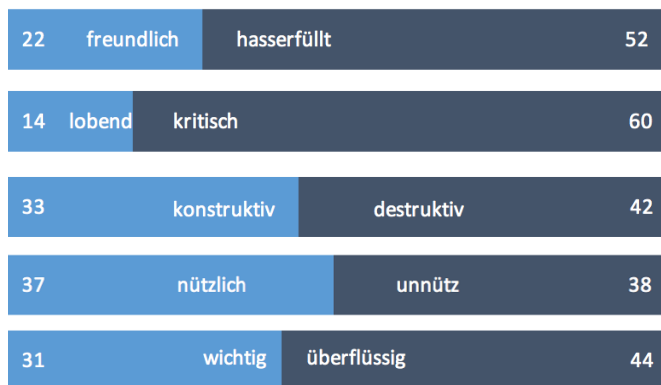 22 freundlich hasserfüllt 52
14 lobend kritisch 60
33 konstruktiv destruktiv 42
37 nützlich unnütz 38
31 wichtig überflüssig 44